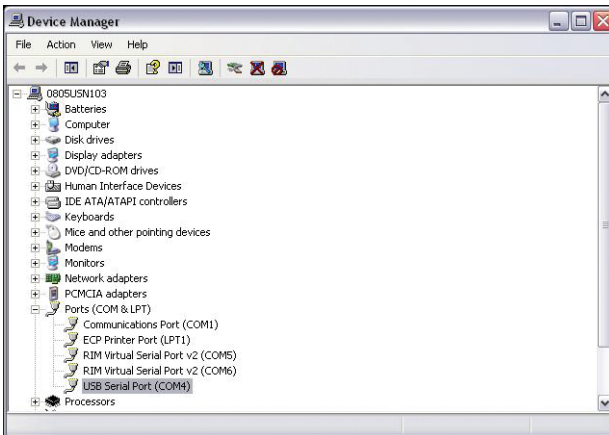 Device Manager
File Action View Help
0805USN103
Batteries
Computer
Disk drives
Display adapters
DVD/CD-ROM drives
Human Interface Devices
IDE ATA/ATAPI controllers
Keyboards
Mice and other pointing devices
Modems
Monitors
Network adapters
PCMCIA adapters
Ports (COM & LPT)
Communications Port (COM1)
ECP Printer Port (LPT1)
RIM Virtual Serial Port v2 (COM5)
RIM Virtual Serial Port v2 (COM6)
USB Serial Port (COM4)
Processors